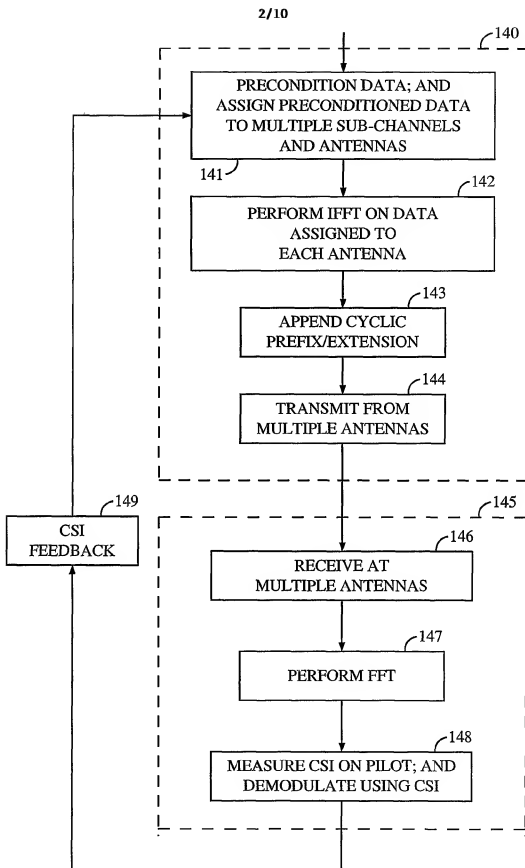 2/10
140
PRECONDITION DATA; AND
ASSIGN PRECONDITIONED DATA
TO MULTIPLE SUB-CHANNELS
AND ANTENNAS
141
142
PERFORM IFFT ON DATA
ASSIGNED TO
EACH ANTENNA
143
APPEND CYCLIC
PREFIX/EXTENSION
144
TRANSMIT FROM
MULTIPLE ANTENNAS
149
CSI
FEEDBACK
145
146
RECEIVE AT
MULTIPLE ANTENNAS
147
PERFORM FFT
148
MEASURE CSI ON PILOT; AND
DEMODULATE USING CSI